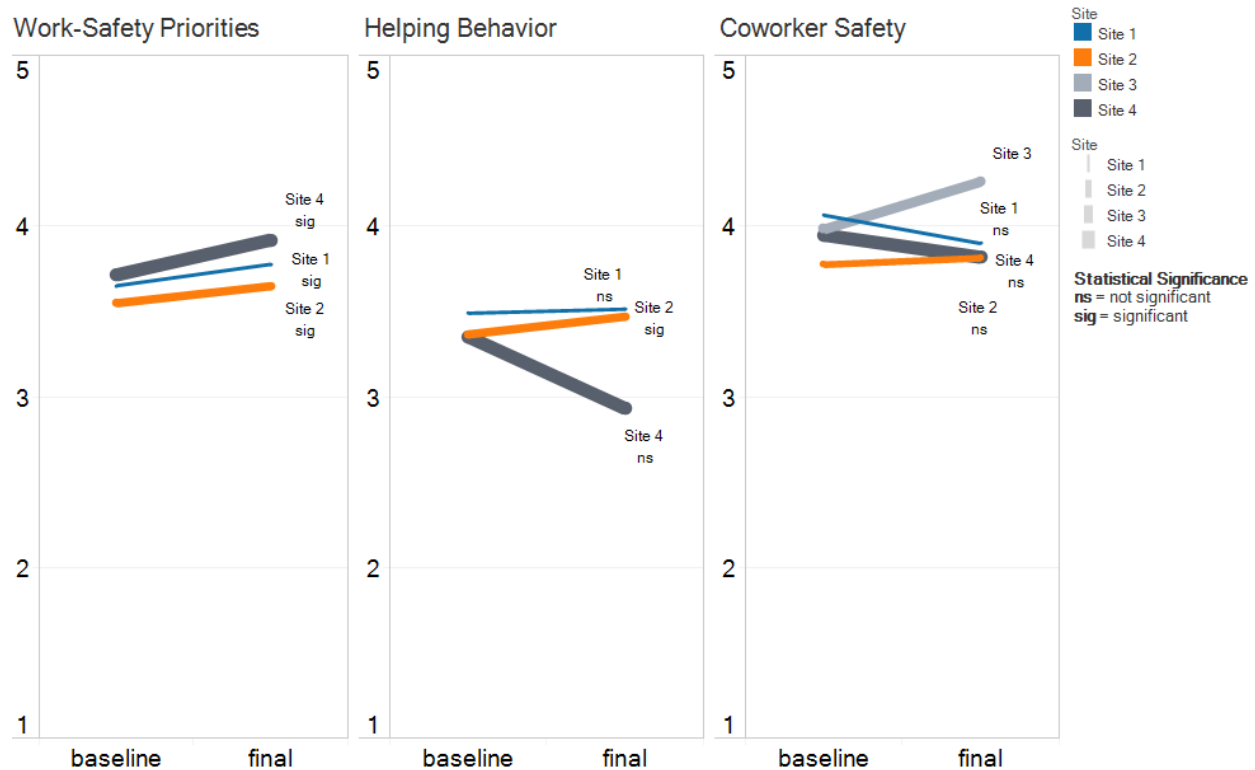 Work-Safety Priorities
5
4
3
2
1
Site 4
sig
Site 1
sig
Site 2
sig
baseline
final
Helping Behavior
5
4
3
2
1
Site 1
ns
Site 2
sig
Site 4
ns
baseline
final
Coworker Safety
5
4
3
2
1
Site 3
Site 1
ns
Site 4
ns
Site 2
ns
baseline
final
Site
Site 1
Site 2
Site 3
Site 4
Site
Site 1
Site 2
Site 3
Site 4
Statistical Significance
ns = not significant
sig = significant